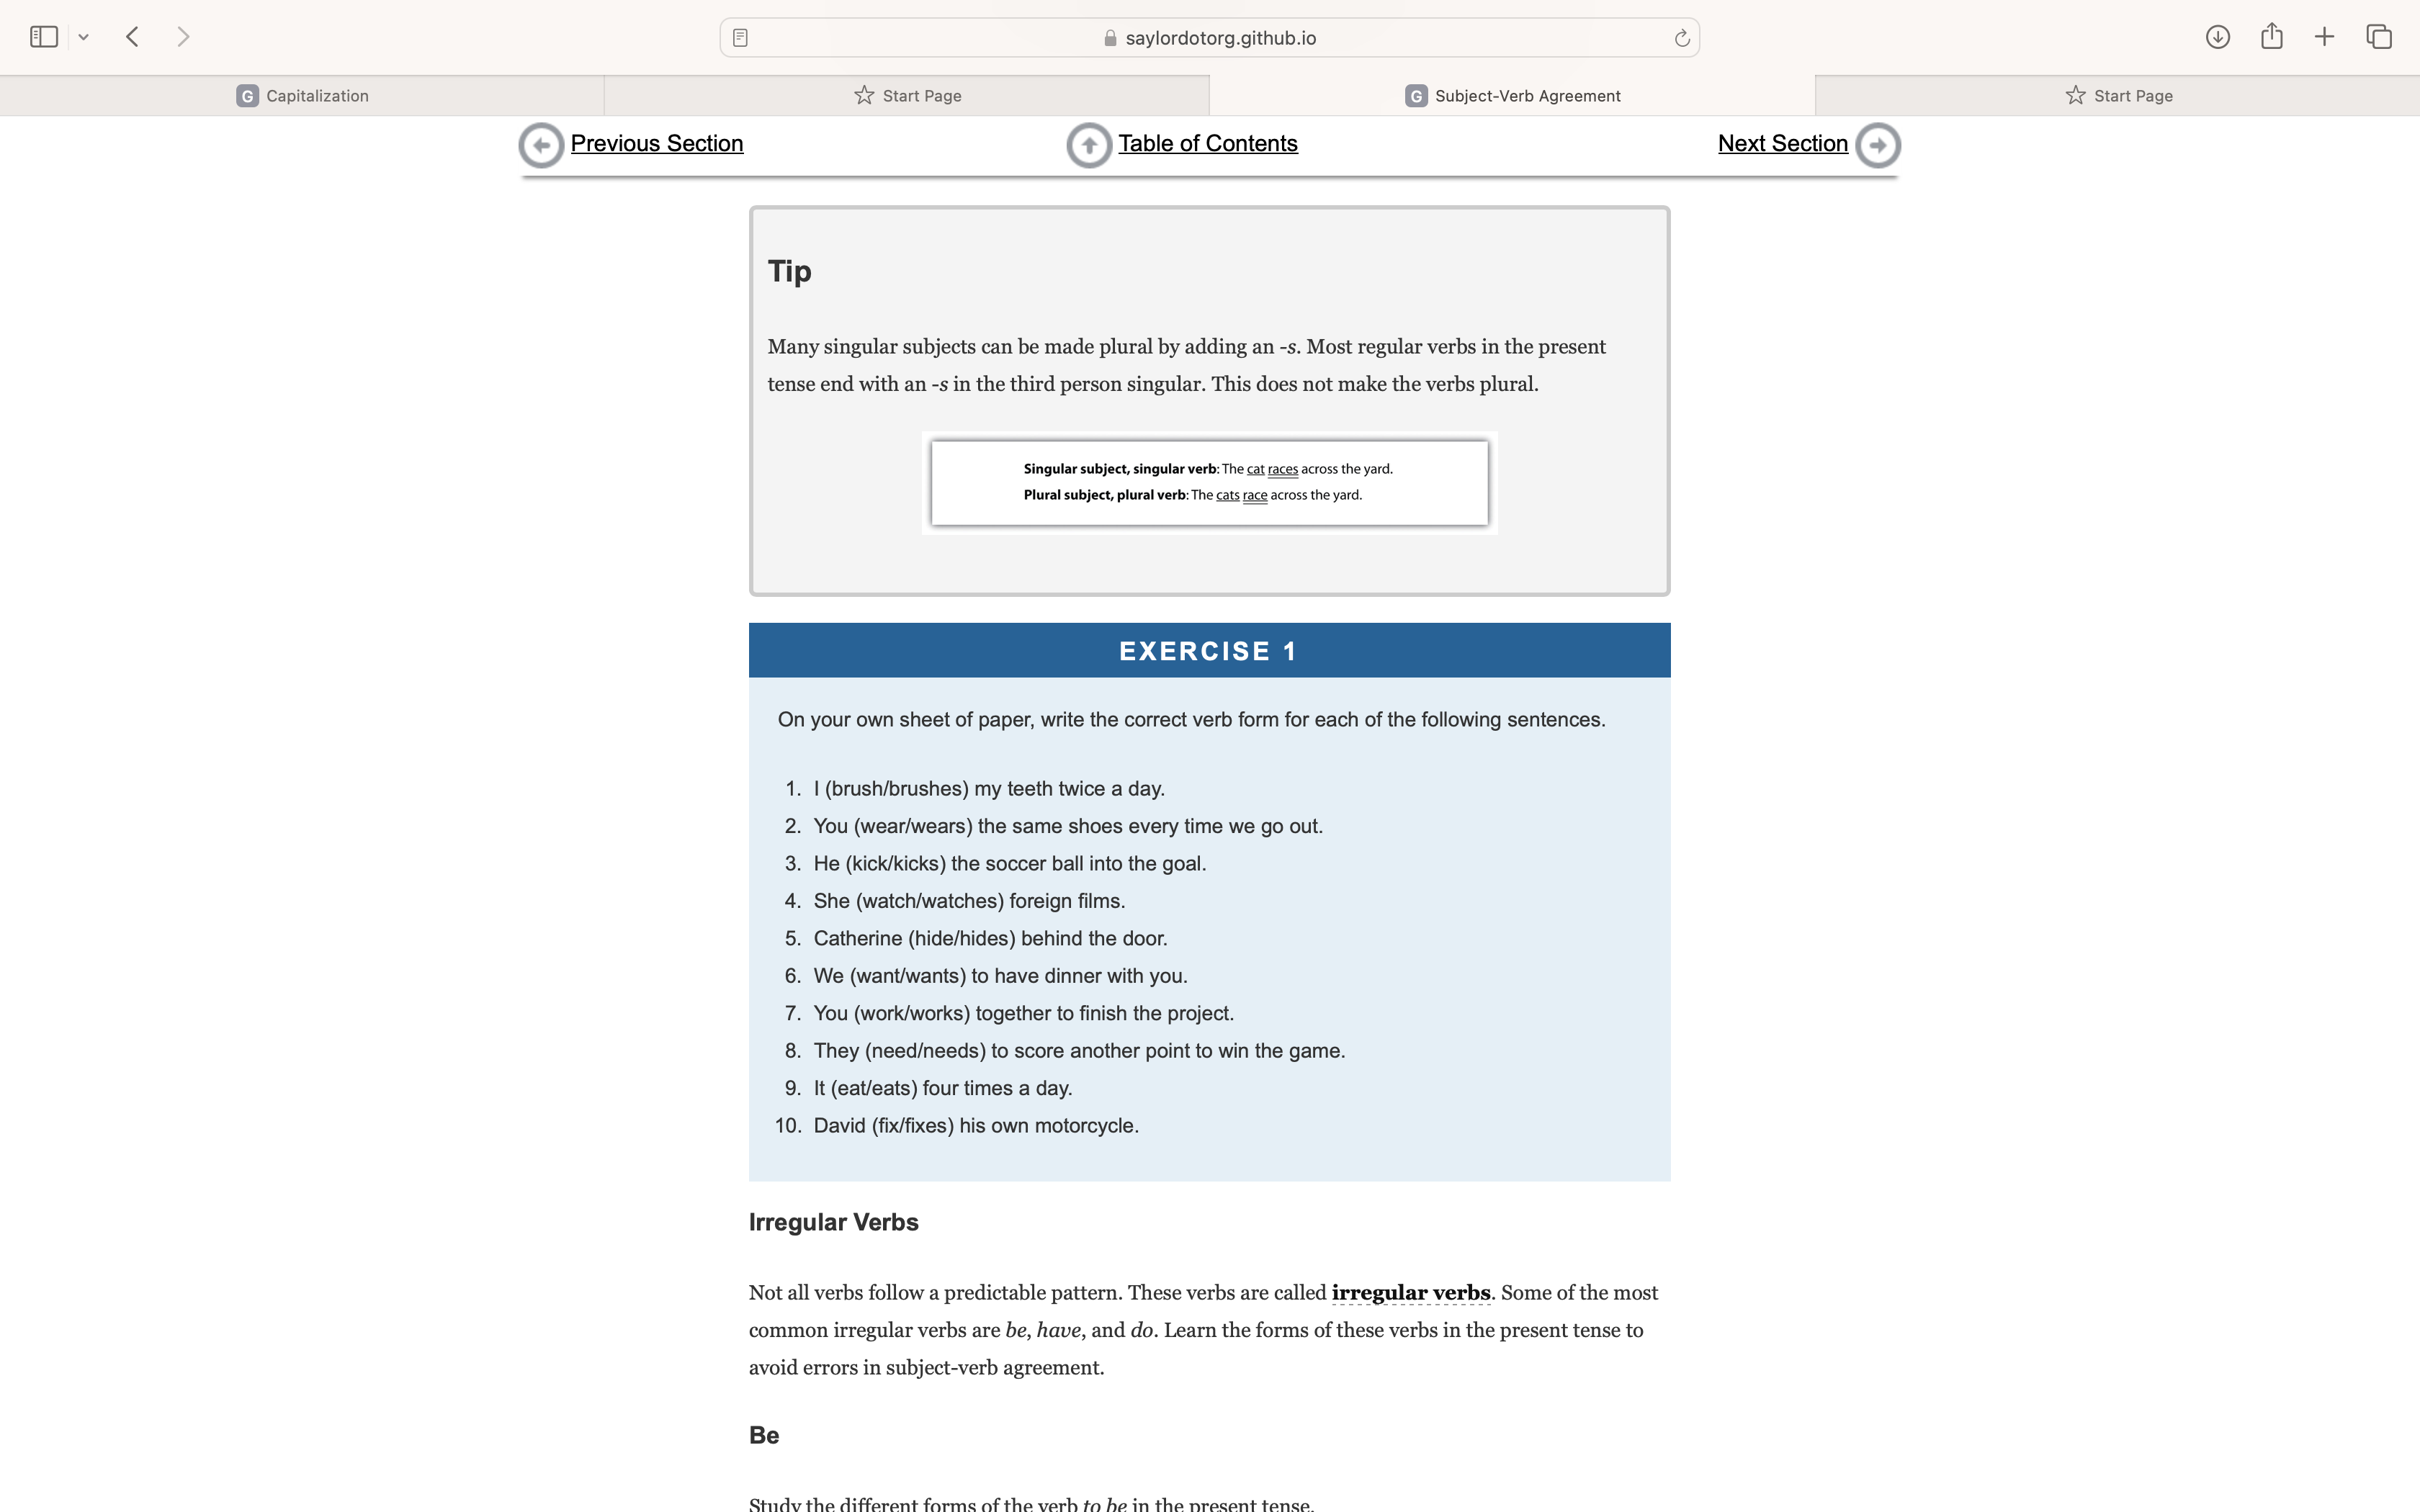 saylordotorg.github.io
G Capitalization
Start Page
G Subject-Verb Agreement
Start Page
Previous Section
Table of Contents
Next Section
Tip
Many singular subjects can be made plural by adding an -s. Most regular verbs in the present
tense end with an -s in the third person singular. This does not make the verbs plural.
Singular subject, singular verb: The cat races across the yard.
Plural subject, plural verb: The cats race across the yard.
EXERCISE 1
On your own sheet of paper, write the correct verb form for each of the following sentences.
1. I (brush/brushes) my teeth twice a day.
2. You (wear/wears) the same shoes every time we go out.
3. He (kick/kicks) the soccer ball into the goal.
4. She (watch/watches) foreign films.
5. Catherine (hide/hides) behind the door.
6. We (want/wants) to have dinner with you.
7. You (work/works) together to finish the project.
8. They (need/needs) to score another point to win the game.
9. It (eat/eats) four times a day.
10. David (fix/fixes) his own motorcycle.
Irregular Verbs
Not all verbs follow a predictable pattern. These verbs are called irregular verbs. Some of the most
common irregular verbs are be, have, and do. Learn the forms of these verbs in the present tense to
avoid errors in subject-verb agreement.
Be
Study the different forms of the verb to be in the present tense.